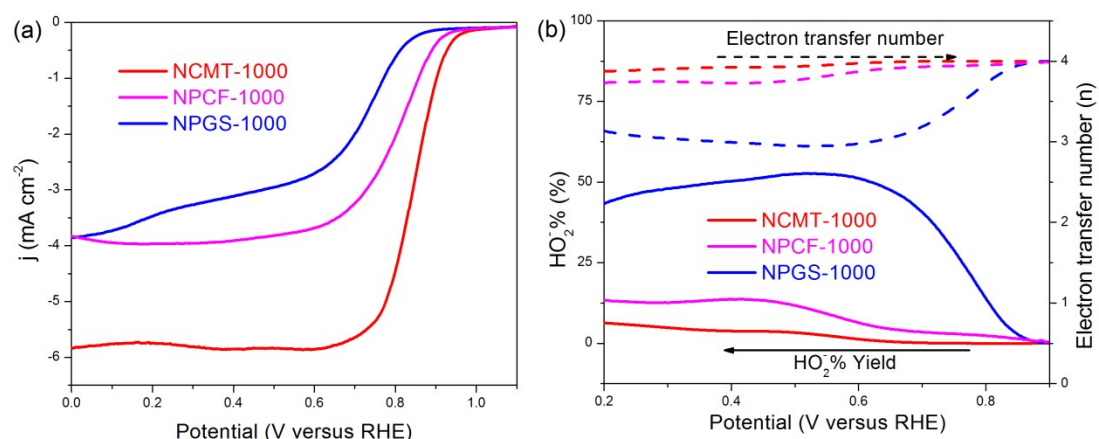 (a)
0
-1
-2
-3
-4
-5
-6
j (mA cm⁻²)
NCMT-1000
NPCF-1000
NPGS-1000
0.0 0.2 0.4 0.6 0.8 1.0
Potential (V versus RHE)
(b)
100
75
50
25
0
HO₂⁻% (%)
Electron transfer number
NCMT-1000
NPCF-1000
NPGS-1000
HO₂⁻% Yield
4
3
2
1
0
Electron transfer number (n)
0.2 0.4 0.6 0.8
Potential (V versus RHE)